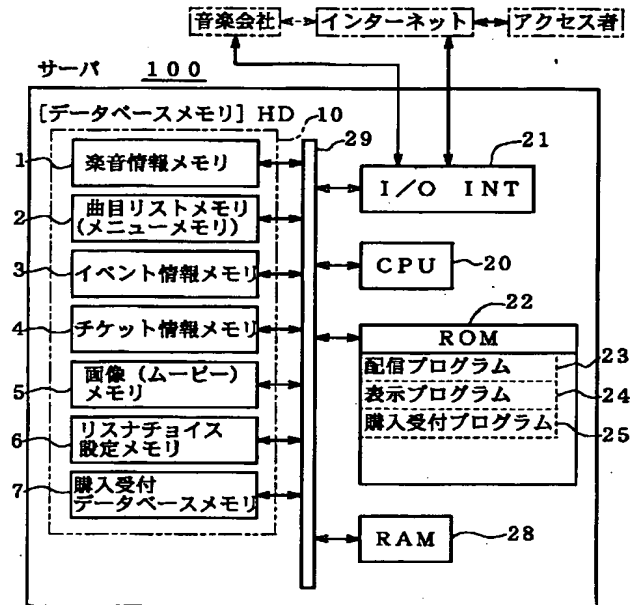 音楽会社
インターネット
アクセス者
サーバ 100
[データベースメモリ] HD
10
29
21
1
楽音情報メモリ
I/O INT
2
曲目リストメモリ
(メニューメモリ)
3
イベント情報メモリ
CPU
20
22
4
チケット情報メモリ
ROM
配信プログラム
23
5
画像(ムービー)
メモリ
表示プログラム
24
6
リスナチョイス
設定メモリ
購入受付プログラム
25
7
購入受付
データベースメモリ
RAM
28